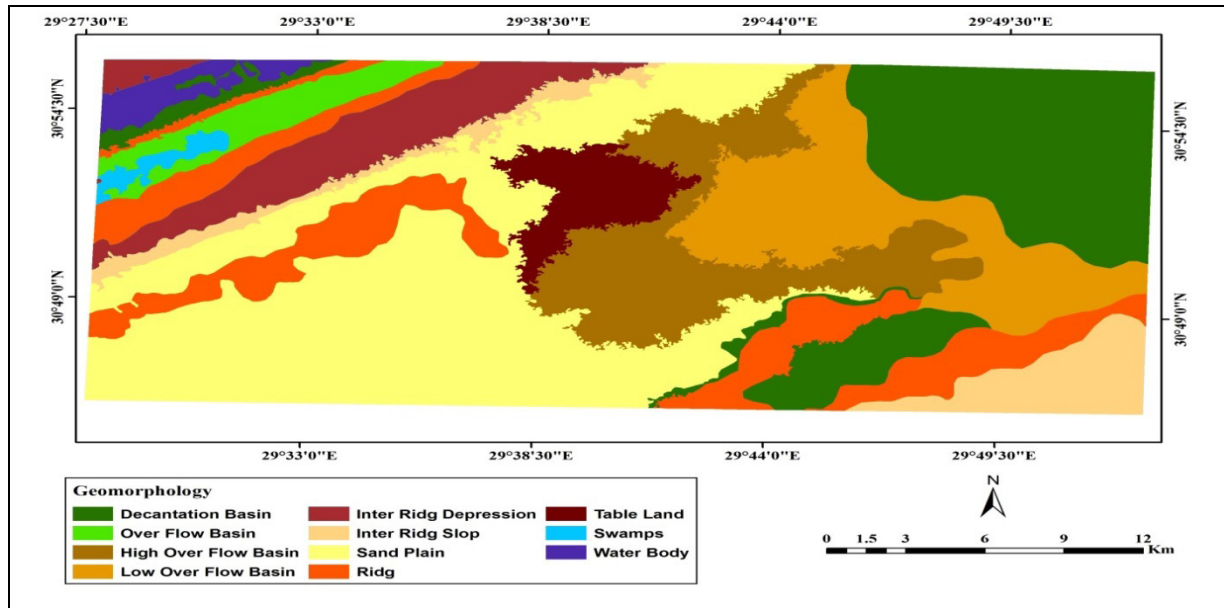 29°27'30"E 29°33'0"E 29°38'30"E 29°44'0"E 29°49'30"E
30°54'30"N 30°54'30"N
30°49'0"N 30°49'0"N
29°33'0"E 29°38'30"E 29°44'0"E 29°49'30"E
Geomorphology
Decantation Basin Inter Ridg Depression Table Land
Over Flow Basin Inter Ridg Slop Swamps
High Over Flow Basin Sand Plain Water Body
Low Over Flow Basin Ridg
N
0 1.5 3 6 9 12
Km